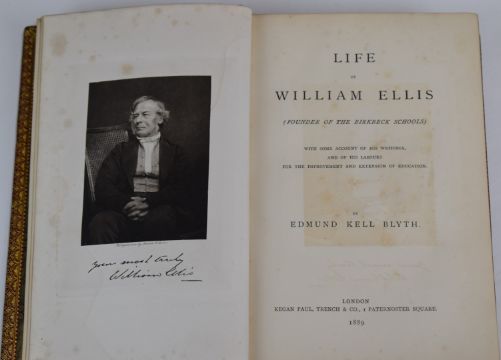 your most truly
William Ellis
LIFE
OF
WILLIAM ELLIS
(FOUNDER OF THE BIRKBECK SCHOOLS)
WITH SOME ACCOUNT OF HIS WRITINGS,
AND OF HIS LABOURS
FOR THE IMPROVEMENT AND EXTENSION OF EDUCATION.
BY
EDMUND KELL BLYTH.
LONDON
KEGAN PAUL, TRENCH & CO., 1 PATERNOSTER SQUARE
1889